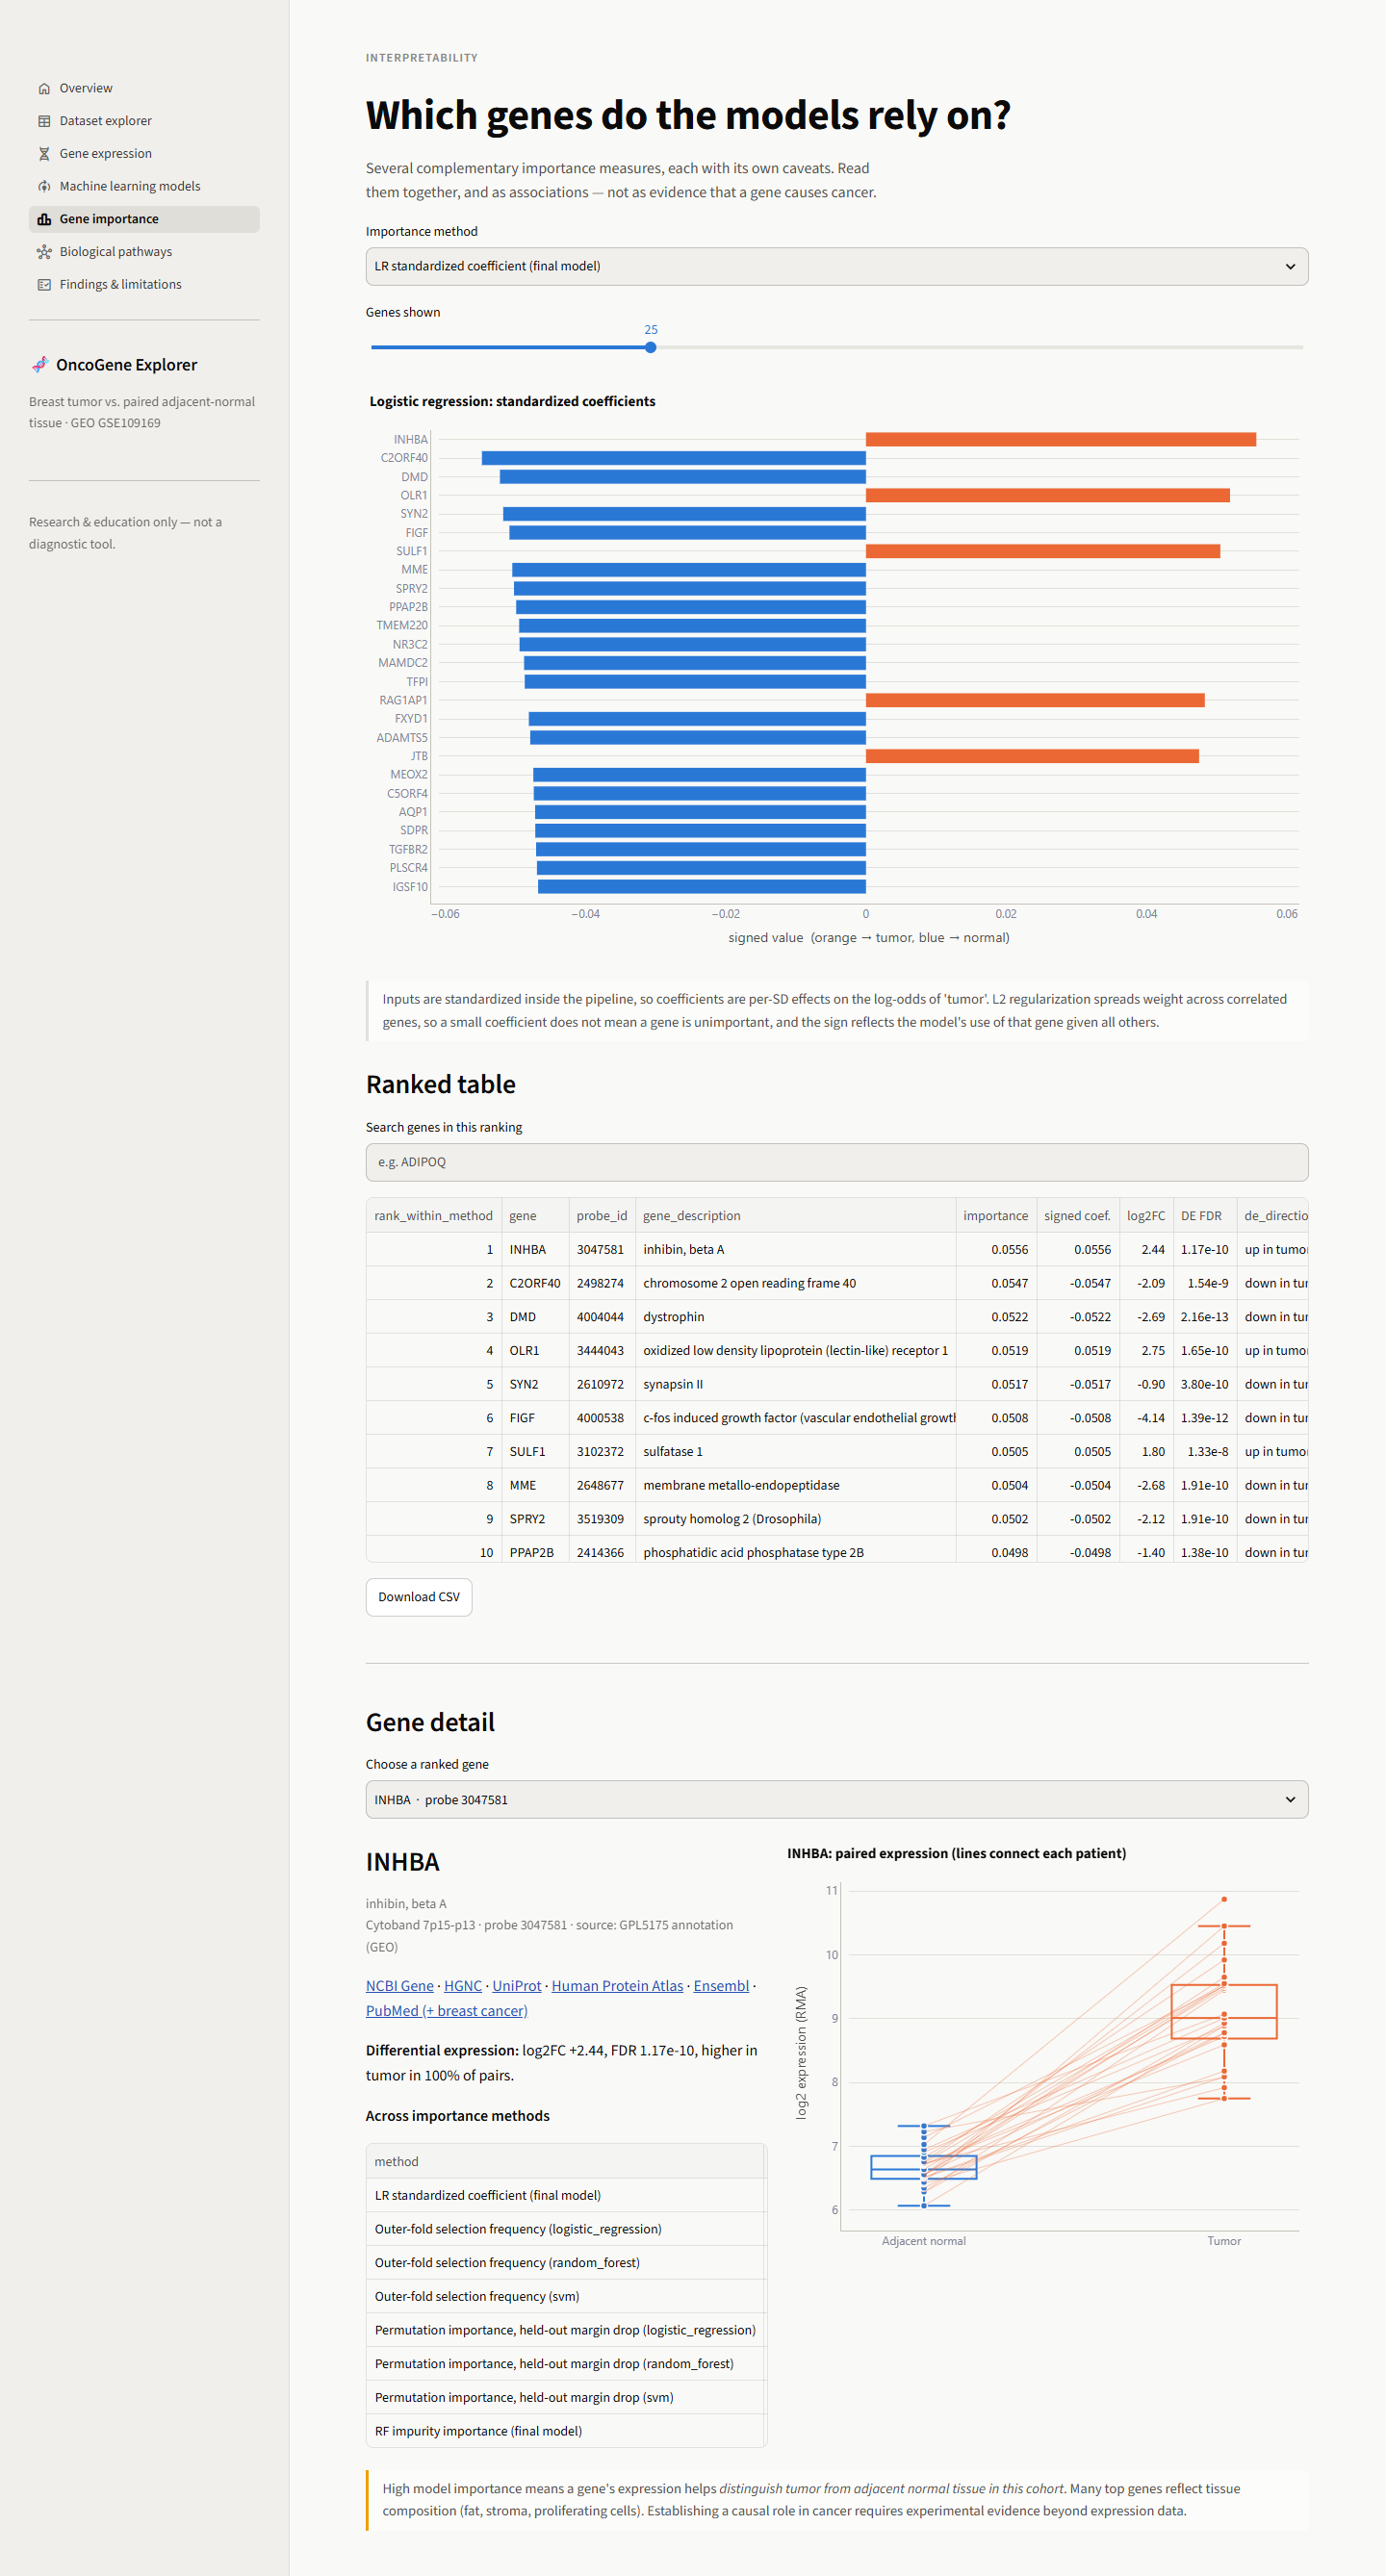 Overview
Dataset explorer
Gene expression
Machine learning models
Gene importance
Biological pathways
Findings & limitations
OncoGene Explorer
Breast tumor vs. paired adjacent-normal
tissue · GEO GSE109169
Research & education only — not a
diagnostic tool.
INTERPRETABILITY
Which genes do the models rely on?
Several complementary importance measures, each with its own caveats. Read
them together, and as associations — not as evidence that a gene causes cancer.
Importance method
LR standardized coefficient (final model)
Genes shown
25
Logistic regression: standardized coefficients
INHBA
C2ORF40
DMD
OLR1
SYN2
FIGF
SULF1
MME
SPRY2
PPAP2B
TMEM220
NR3C2
MAMDC2
TFPI
RAG1AP1
FXYD1
ADAMTS5
JTB
MEOX2
C5ORF4
AQP1
SDPR
TGFBR2
PLSCR4
IGSF10
−0.06 −0.04 −0.02 0 0.02 0.04 0.06
signed value (orange → tumor, blue → normal)
Inputs are standardized inside the pipeline, so coefficients are per-SD effects on the log-odds of 'tumor'. L2 regularization spreads weight across correlated
genes, so a small coefficient does not mean a gene is unimportant, and the sign reflects the model's use of that gene given all others.
Ranked table
Search genes in this ranking
e.g. ADIPOQ
rank_within_method gene probe_id gene_description importance signed coef. log2FC DE FDR de_directio
1 INHBA 3047581 inhibin, beta A 0.0556 0.0556 2.44 1.17e-10 up in tumor
2 C2ORF40 2498274 chromosome 2 open reading frame 40 0.0547 -0.0547 -2.09 1.54e-9 down in tur
3 DMD 4004044 dystrophin 0.0522 -0.0522 -2.69 2.16e-13 down in tur
4 OLR1 3444043 oxidized low density lipoprotein (lectin-like) receptor 1 0.0519 0.0519 2.75 1.65e-10 up in tumor
5 SYN2 2610972 synapsin II 0.0517 -0.0517 -0.90 3.80e-10 down in tur
6 FIGF 4000538 c-fos induced growth factor (vascular endothelial growth 0.0508 -0.0508 -4.14 1.39e-12 down in tur
7 SULF1 3102372 sulfatase 1 0.0505 0.0505 1.80 1.33e-8 up in tumor
8 MME 2648677 membrane metallo-endopeptidase 0.0504 -0.0504 -2.68 1.91e-10 down in tur
9 SPRY2 3519309 sprouty homolog 2 (Drosophila) 0.0502 -0.0502 -2.12 1.91e-10 down in tur
10 PPAP2B 2414366 phosphatidic acid phosphatase type 2B 0.0498 -0.0498 -1.40 1.38e-10 down in tur
Download CSV
Gene detail
Choose a ranked gene
INHBA · probe 3047581
INHBA
inhibin, beta A
Cytoband 7p15-p13 · probe 3047581 · source: GPL5175 annotation
(GEO)
NCBI Gene · HGNC · UniProt · Human Protein Atlas · Ensembl ·
PubMed (+ breast cancer)
Differential expression: log2FC +2.44, FDR 1.17e-10, higher in
tumor in 100% of pairs.
Across importance methods
method
LR standardized coefficient (final model)
Outer-fold selection frequency (logistic_regression)
Outer-fold selection frequency (random_forest)
Outer-fold selection frequency (svm)
Permutation importance, held-out margin drop (logistic_regression)
Permutation importance, held-out margin drop (random_forest)
Permutation importance, held-out margin drop (svm)
RF impurity importance (final model)
INHBA: paired expression (lines connect each patient)
log2 expression (RMA)
11
10
9
8
7
6
Adjacent normal Tumor
High model importance means a gene's expression helps distinguish tumor from adjacent normal tissue in this cohort. Many top genes reflect tissue
composition (fat, stroma, proliferating cells). Establishing a causal role in cancer requires experimental evidence beyond expression data.